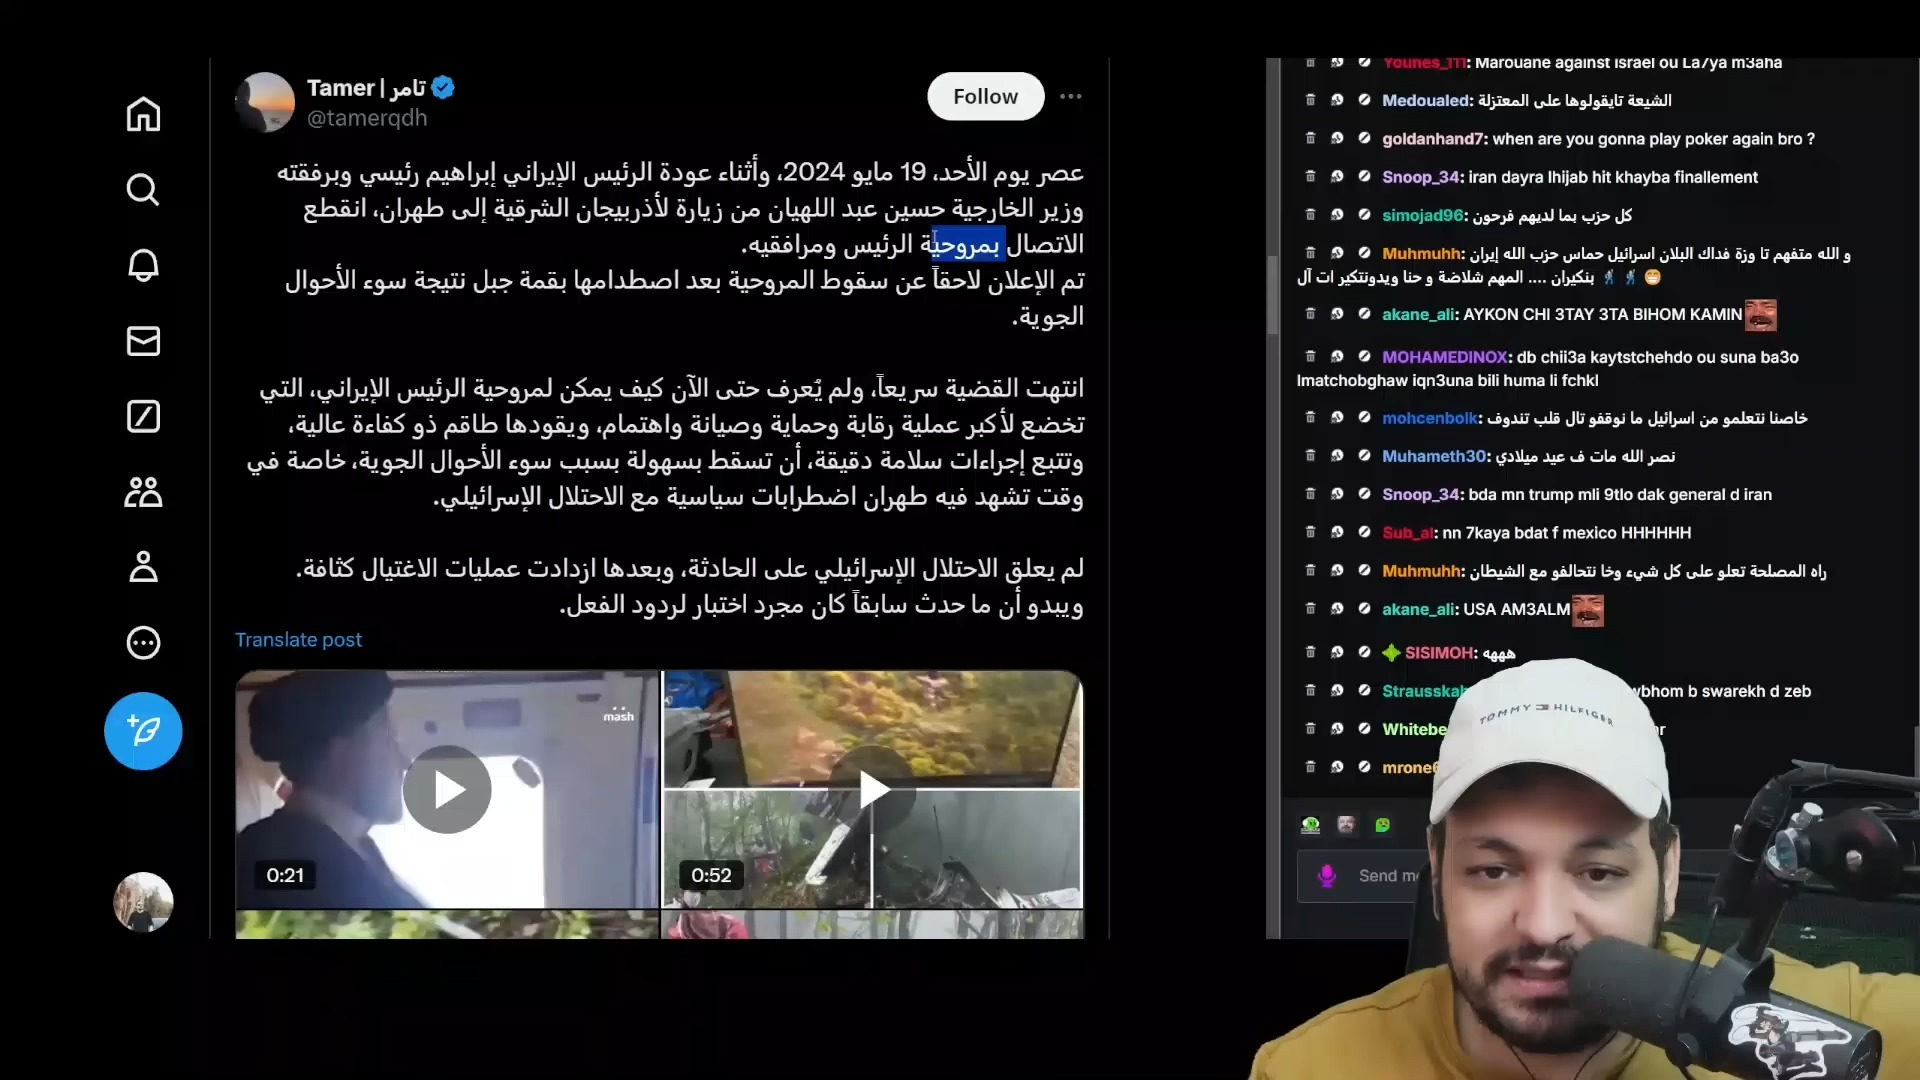 Tamer | تامر
@tamerqdh
Follow
عصر يوم الأحد، 19 مايو 2024، وأثناء عودة الرئيس الإيراني إبراهيم رئيسي وبرفقته
وزير الخارجية حسين عبد اللهيان من زيارة لأذربيجان الشرقية إلى طهران، انقطع
الاتصال بمروحية الرئيس ومرافقيه.
تم الإعلان لاحقاً عن سقوط المروحية بعد اصطدامها بقمة جبل نتيجة سوء الأحوال
الجوية.
انتهت القضية سريعاً، ولم يُعرف حتى الآن كيف يمكن لمروحية الرئيس الإيراني، التي
تخضع لأكبر عملية رقابة وحماية وصيانة واهتمام، ويقودها طاقم ذو كفاءة عالية،
وتتبع إجراءات سلامة دقيقة، أن تسقط بسهولة بسبب سوء الأحوال الجوية، خاصة في
وقت تشهد فيه طهران اضطرابات سياسية مع الاحتلال الإسرائيلي.
لم يعلق الاحتلال الإسرائيلي على الحادثة، وبعدها ازدادت عمليات الاغتيال كثافة.
ويبدو أن ما حدث سابقاً كان مجرد اختبار لردود الفعل.
Translate post
mash
0:21
0:52
Younes_111: Marouane against israel ou La7ya m3aha
Medoualed: الشيعة تايقولوها على المعتزلة
goldanhand7: when are you gonna play poker again bro ?
Snoop_34: iran dayra lhijab hit khayba finallement
simojad96: كل حزب بما لديهم فرحون
Muhmuhh: و الله متفهم تا وزة فداك البلان اسرائيل حماس حزب الله إيران
بنكيران .... المهم شلاضة و حنا ويدونتكير ات آل
akane_ali: AYKON CHI 3TAY 3TA BIHOM KAMIN
MOHAMEDINOX: db chii3a kaytstchehdo ou suna ba3o
lmatchobghaw iqn3una bili huma li fchkl
mohcenbolk: خاصنا نتعلمو من اسرائيل ما نوقفو تال قلب تندوف
Muhameth30: نصر الله مات ف عيد ميلادي
Snoop_34: bda mn trump mli 9tlo dak general d iran
Sub_al: nn 7kaya bdat f mexico HHHHHH
Muhmuhh: راه المصلحة تعلو على كل شيء وخا نتحالفو مع الشيطان
akane_ali: USA AM3ALM
SISIMOH: هههه
b swarekh d zeb
TOMMY HILFIGER
Send